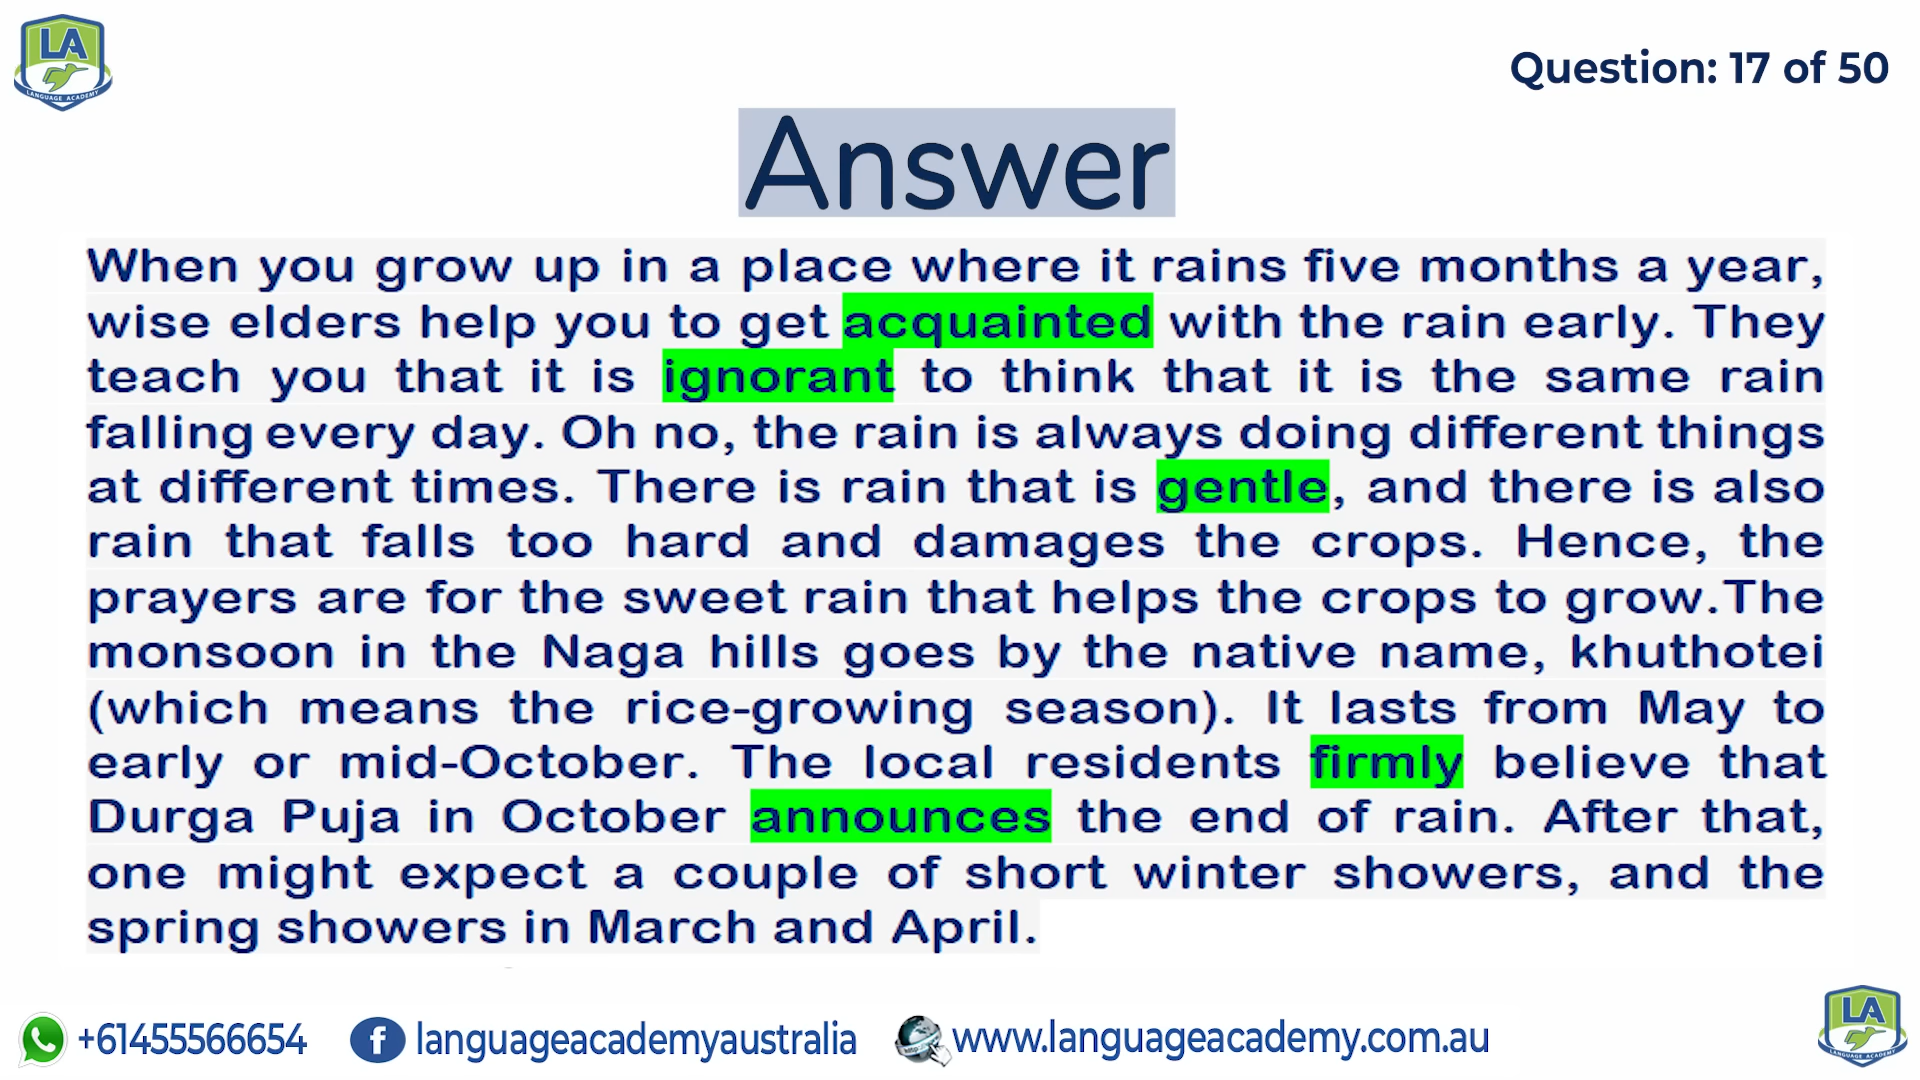 LA
LANGUAGE ACADEMY
Question: 17 of 50
Answer
When you grow up in a place where it rains five months a year,
wise elders help you to get acquainted with the rain early. They
teach you that it is ignorant to think that it is the same rain
falling every day. Oh no, the rain is always doing different things
at different times. There is rain that is gentle, and there is also
rain that falls too hard and damages the crops. Hence, the
prayers are for the sweet rain that helps the crops to grow.The
monsoon in the Naga hills goes by the native name, khuthotei
(which means the rice-growing season). It lasts from May to
early or mid-October. The local residents firmly believe that
Durga Puja in October announces the end of rain. After that,
one might expect a couple of short winter showers, and the
spring showers in March and April.
+61455566654
f languageacademyaustralia
http://
www.languageacademy.com.au
LA
LANGUAGE ACADEMY